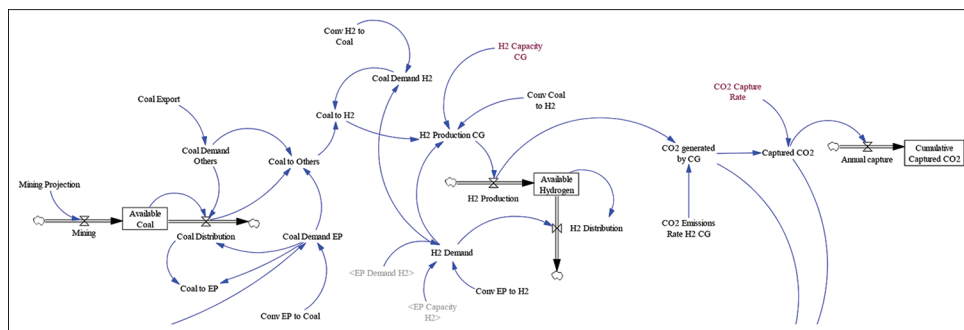 Conv H2 to
Coal
H2 Capacity
CG
Coal Demand H2
CO2 Capture
Rate
Coal Export
Conv Coal
to H2
Coal to H2
H2 Production CG
Coal Demand
Others
Coal to Others
CO2 generated
by CG
Captured CO2
Annual capture
Cumulative
Captured CO2
Mining Projection
Available
Hydrogen
H2 Production
Available
Coal
Mining
Coal Distribution
Coal Demand EP
H2 Distribution
CO2 Emissions
Rate H2 CG
H2 Demand
<EP Demand H2>
Coal to EP
Conv EP to H2
<EP Capacity
H2>
Conv EP to Coal